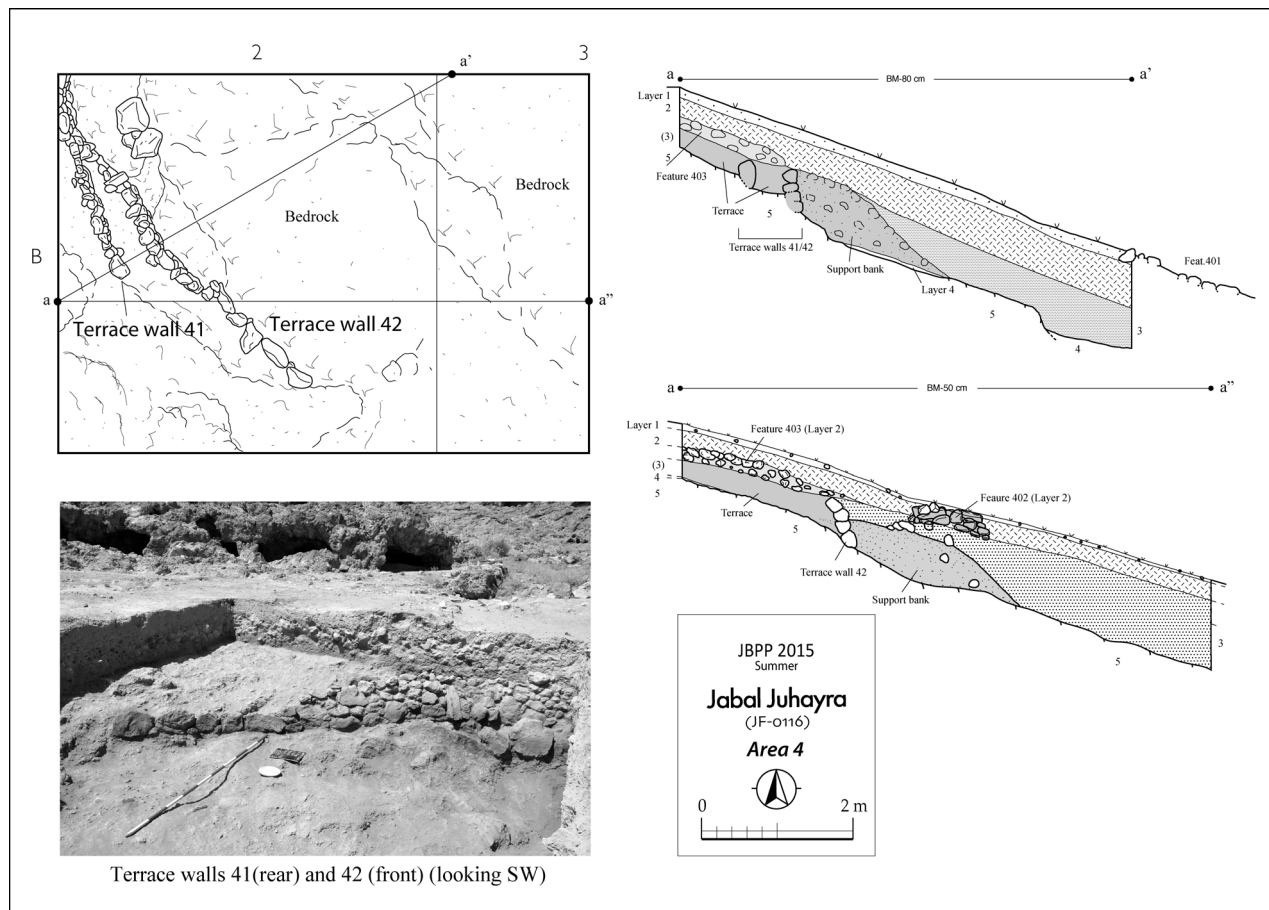 2
3
a'
Bedrock
Bedrock
B
a
a"
Terrace wall 41
Terrace wall 42
Terrace walls 41(rear) and 42 (front) (looking SW)
a
BM-80 cm
a'
Layer 1
2
(3)
5
Feature 403
Terrace
5
Terrace walls 41/42
Support bank
Layer 4
5
4
3
Feat.401
a
BM-50 cm
a"
Layer 1
2
(3)
4
5
Feature 403 (Layer 2)
Terrace
5
Feaure 402 (Layer 2)
Terrace wall 42
Support bank
5
3
JBPP 2015
Summer
Jabal Juhayra
(JF-0116)
Area 4
0
2 m